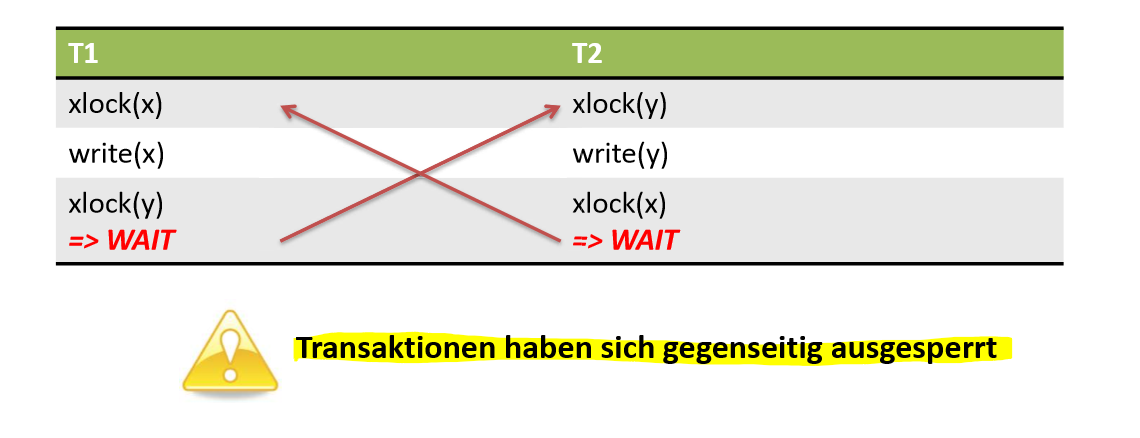 T1 T2
xlock(x) xlock(y)
write(x) write(y)
xlock(y) xlock(x)
=> WAIT => WAIT
Transaktionen haben sich gegenseitig ausgesperrt